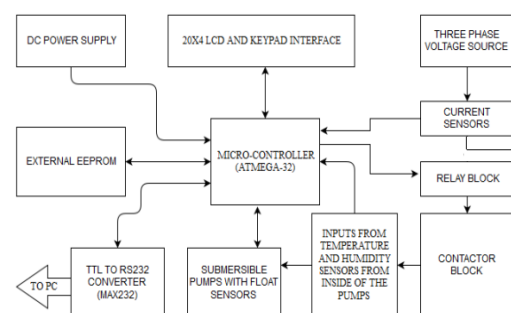 DC POWER SUPPLY
20X4 LCD AND KEYPAD INTERFACE
THREE PHASE
VOLTAGE SOURCE
CURRENT
SENSORS
MICRO-CONTROLLER
(ATMEGA-32)
EXTERNAL EEPROM
RELAY BLOCK
TTL TO RS232
CONVERTER
(MAX232)
TO PC
SUBMERSIBLE
PUMPS WITH FLOAT
SENSORS
INPUTS FROM
TEMPERATURE
AND HUMIDITY
SENSORS FROM
INSIDE OF THE
PUMPS
CONTACTOR
BLOCK